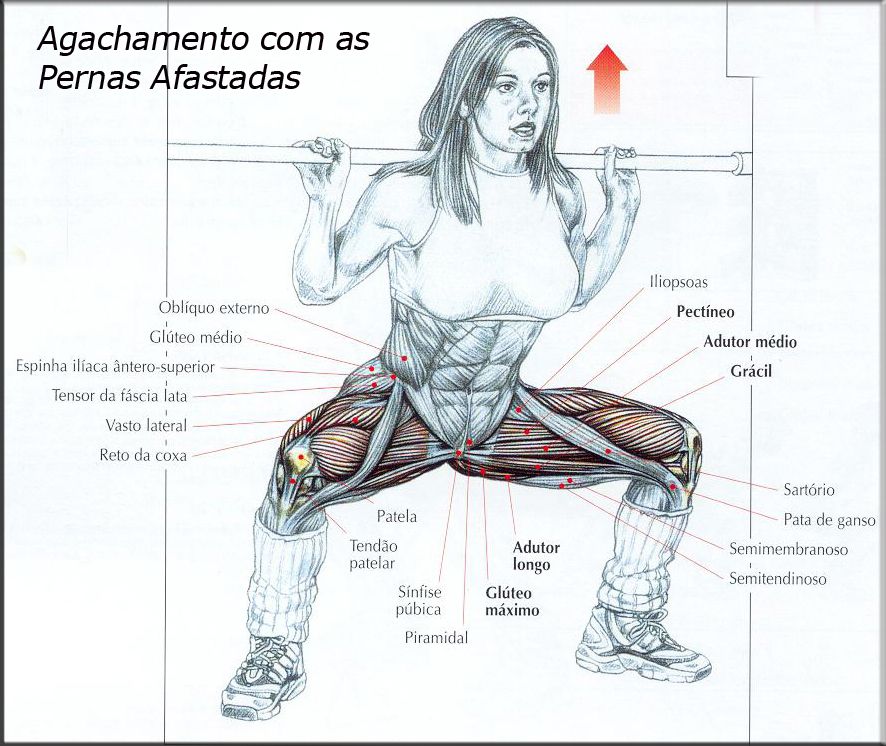 Agachamento com as
Pernas Afastadas
Oblíquo externo
Glúteo médio
Espinha ilíaca ântero-superior
Tensor da fáscia lata
Vasto lateral
Reto da coxa
Patela
Tendão
patelar
Sínfise
púbica
Piramidal
Adutor
longo
Glúteo
máximo
Iliopsoas
Pectíneo
Adutor médio
Grácil
Sartório
Pata de ganso
Semimembranoso
Semitendinoso